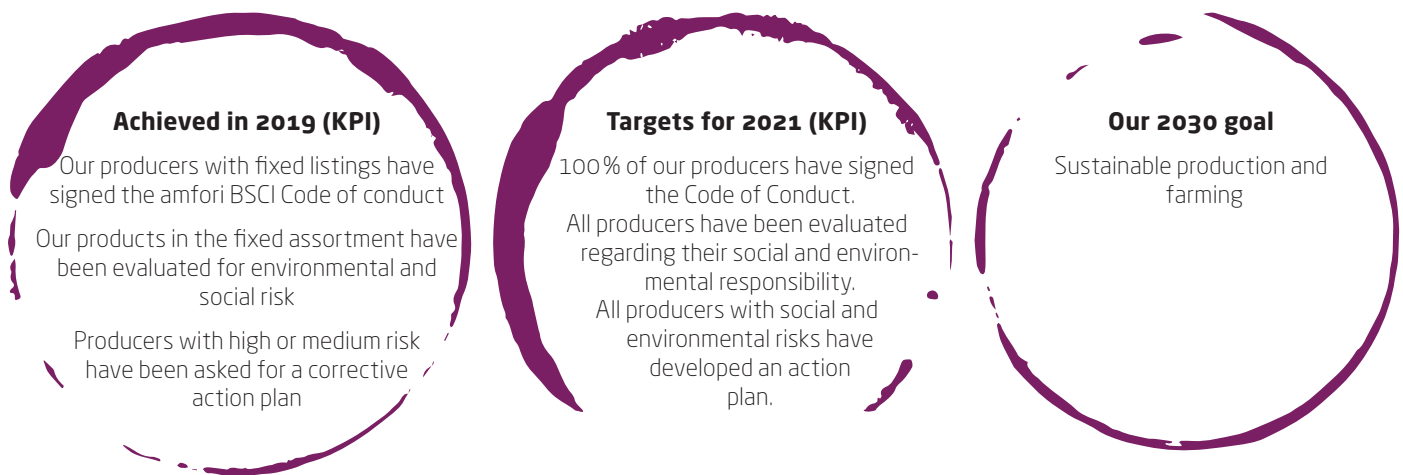 Achieved in 2019 (KPI)
Our producers with fixed listings have
signed the amfori BSCI Code of conduct
Our products in the fixed assortment have
been evaluated for environmental and
social risk
Producers with high or medium risk
have been asked for a corrective
action plan
Targets for 2021 (KPI)
100 % of our producers have signed
the Code of Conduct.
All producers have been evaluated
regarding their social and environ-
mental responsibility.
All producers with social and
environmental risks have
developed an action
plan.
Our 2030 goal
Sustainable production and
farming